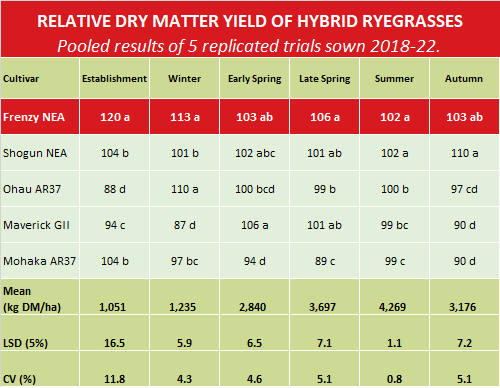 RELATIVE DRY MATTER YIELD OF HYBRID RYEGRASSES
Pooled results of 5 replicated trials sown 2018-22.
Cultivar Establishment Winter Early Spring Late Spring Summer Autumn
Frenzy NEA 120 a 113 a 103 ab 106 a 102 a 103 ab
Shogun NEA 104 b 101 b 102 abc 101 ab 102 a 110 a
Ohau AR37 88 d 110 a 100 bcd 99 b 100 b 97 cd
Maverick GII 94 c 87 d 106 a 101 ab 99 bc 90 d
Mohaka AR37 104 b 97 bc 94 d 89 c 99 c 90 d
Mean
(kg DM/ha) 1,051 1,235 2,840 3,697 4,269 3,176
LSD (5%) 16.5 5.9 6.5 7.1 1.1 7.2
CV (%) 11.8 4.3 4.6 5.1 0.8 5.1